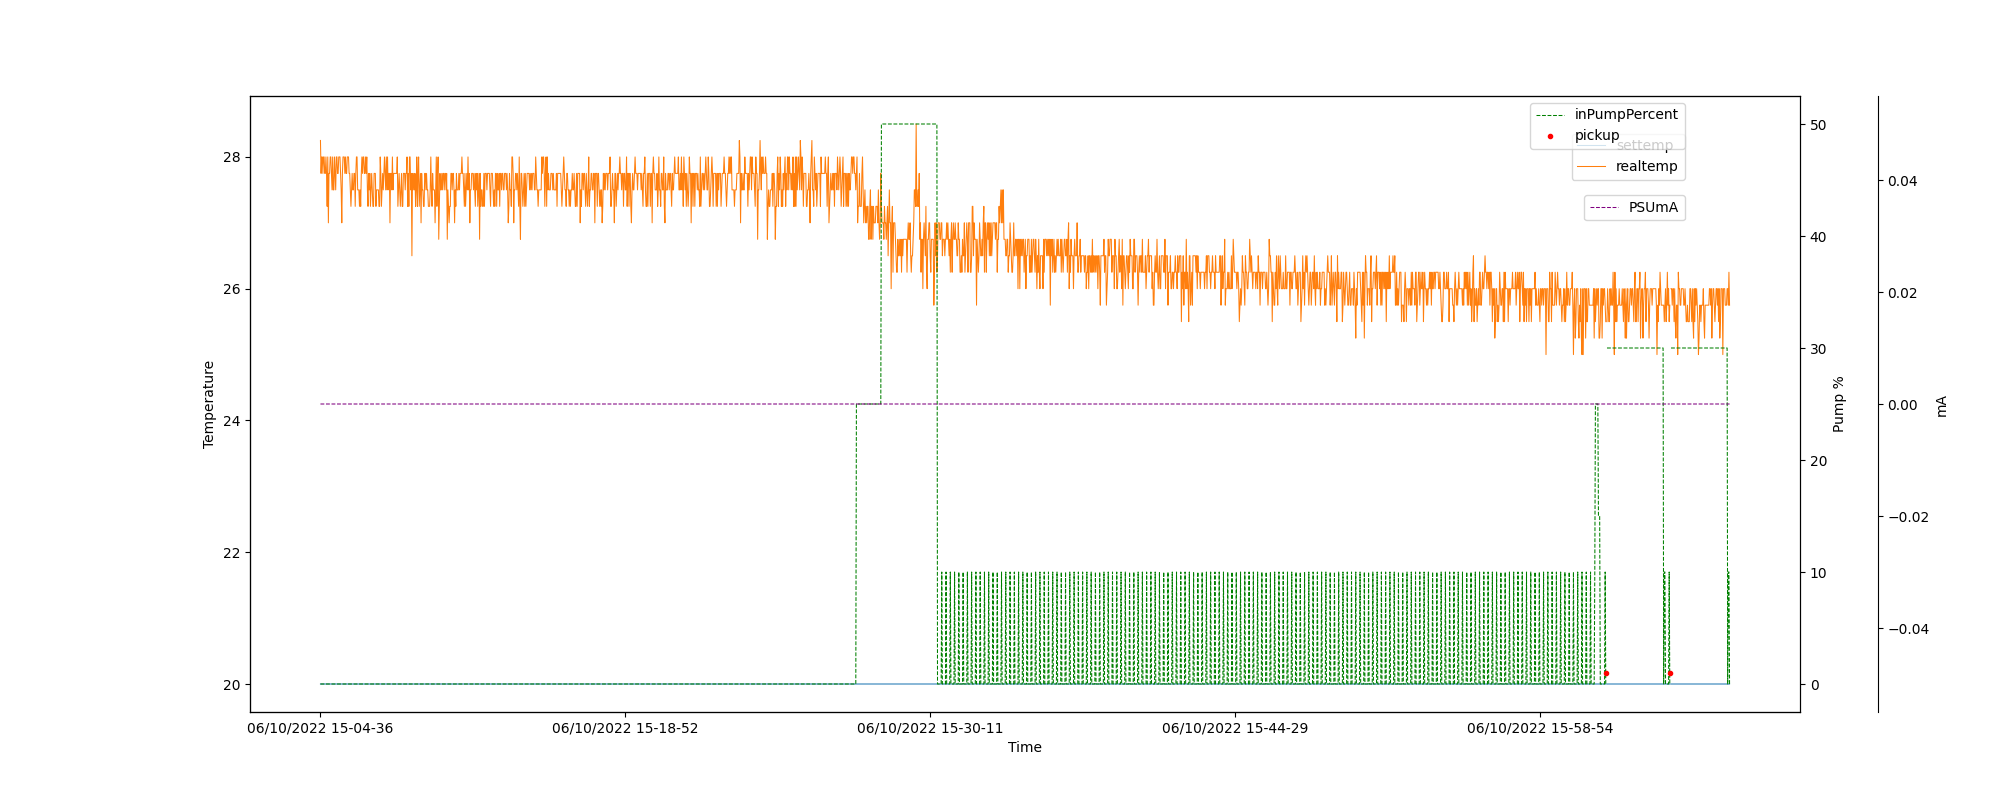 inPumpPercent
pickup
settemp
realtemp
PSUmA
28
26
24
22
20
Temperature
50
40
30
20
10
0
Pump %
0.04
0.02
0.00
−0.02
−0.04
mA
06/10/2022 15-04-36
06/10/2022 15-18-52
06/10/2022 15-30-11
06/10/2022 15-44-29
06/10/2022 15-58-54
Time